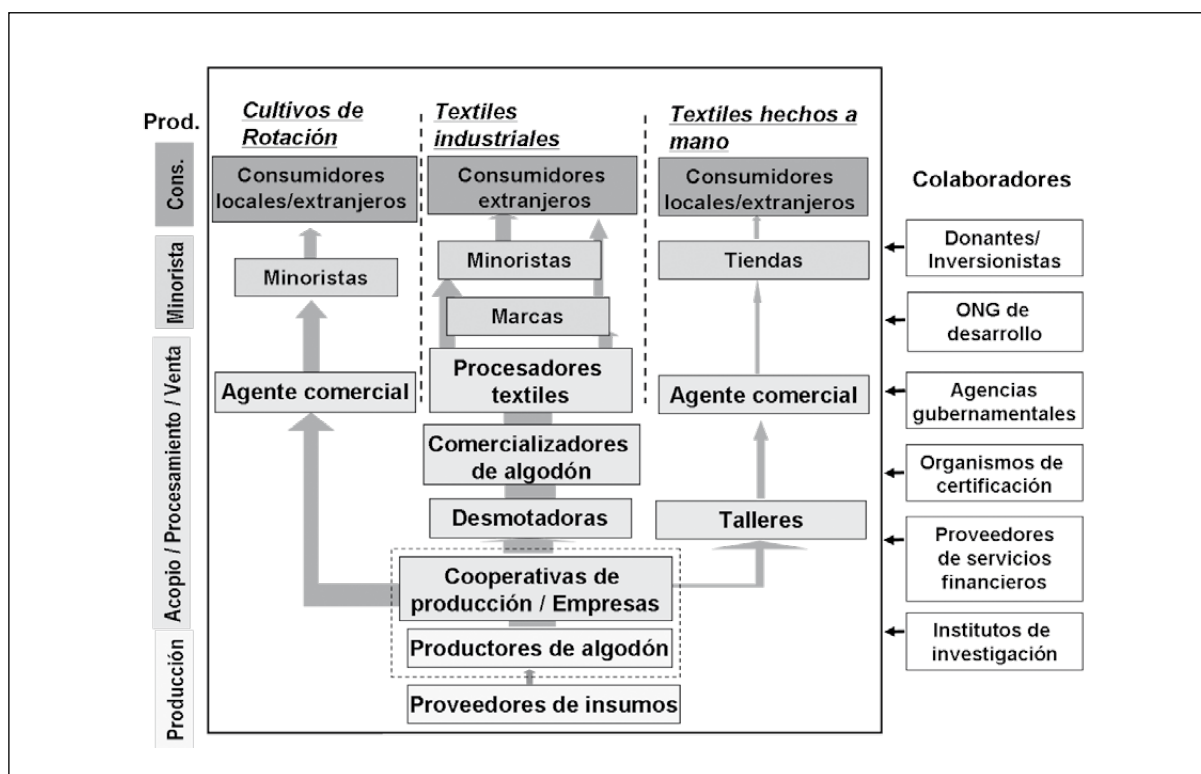 Prod.
Cultivos de
Rotación
Textiles
industriales
Textiles hechos a
mano
Cons.
Consumidores
locales/extranjeros
Consumidores
extranjeros
Consumidores
locales/extranjeros
Colaboradores
Minorista
Minoristas
Minoristas
Tiendas
Donantes/
Inversionistas
Marcas
ONG de
desarrollo
Acopio / Procesamiento / Venta
Agente comercial
Procesadores
textiles
Agente comercial
Agencias
gubernamentales
Comercializadores
de algodón
Organismos de
certificación
Desmotadoras
Talleres
Proveedores
de servicios
financieros
Cooperativas de
producción / Empresas
Producción
Productores de algodón
Institutos de
investigación
Proveedores de insumos